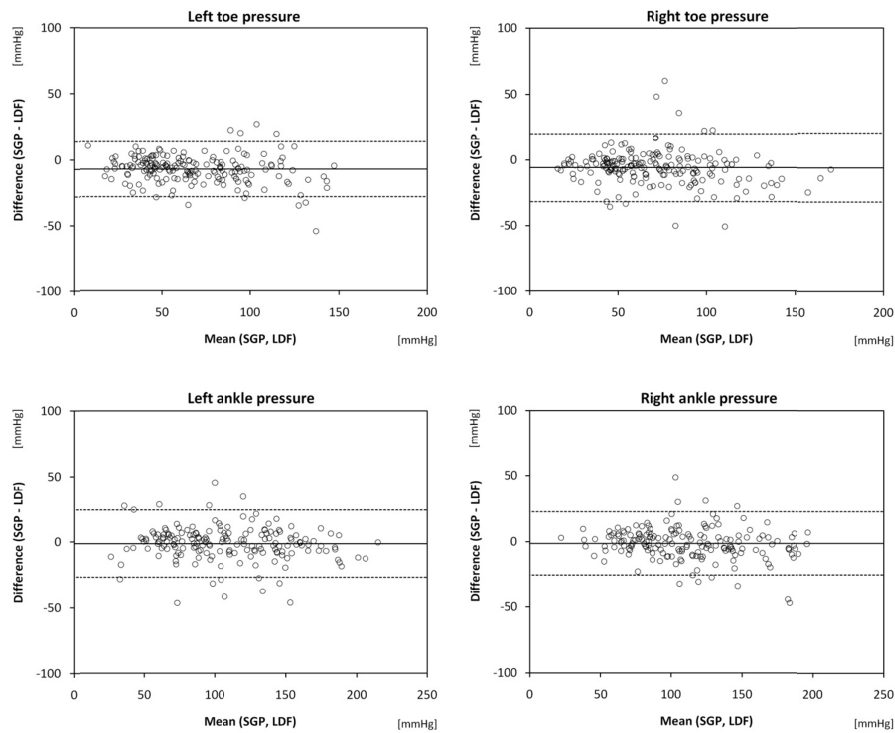 Left toe pressure
100
[mmHg]
50
0
-50
-100
Difference (SGP - LDF)
0 50 100 150 200
Mean (SGP, LDF) [mmHg]
Right toe pressure
100
[mmHg]
50
0
-50
-100
Difference (SGP - LDF)
0 50 100 150 200
Mean (SGP, LDF) [mmHg]
Left ankle pressure
100
[mmHg]
50
0
-50
-100
Difference (SGP - LDF)
0 50 100 150 200 250
Mean (SGP, LDF) [mmHg]
Right ankle pressure
100
[mmHg]
50
0
-50
-100
Difference (SGP - LDF)
0 50 100 150 200 250
Mean (SGP, LDF) [mmHg]